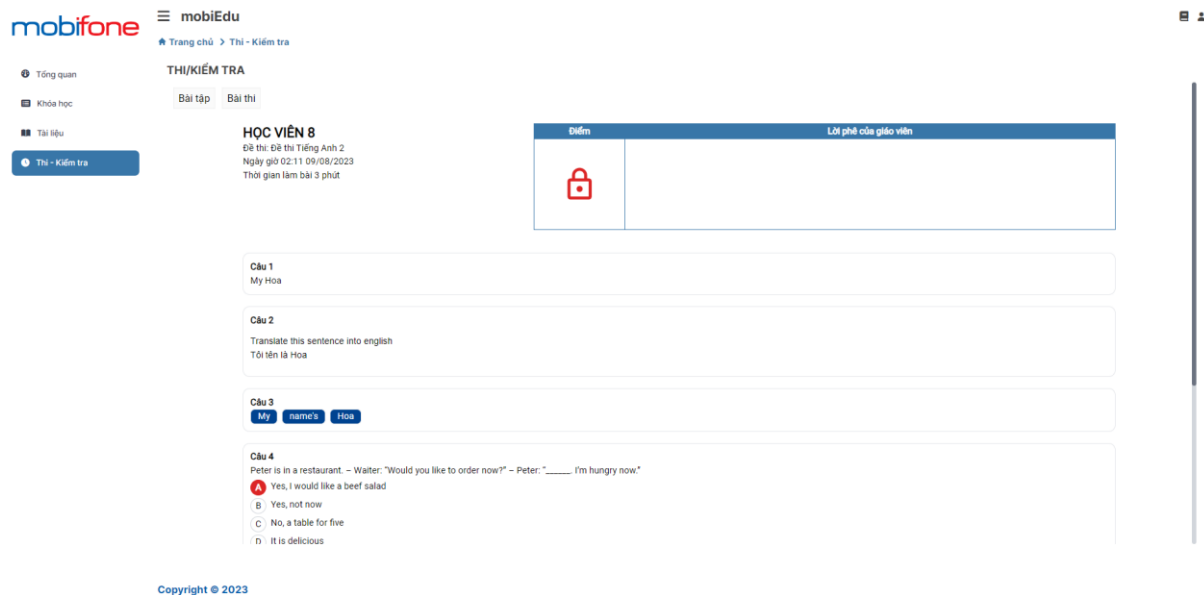 mobifone
mobiEdu
Trang chủ > Thi - Kiểm tra
Tổng quan
Khóa học
Tài liệu
Thi - Kiểm tra
THI/KIỂM TRA
Bài tập Bài thi
HỌC VIÊN 8
Đề thi: Đề thi Tiếng Anh 2
Ngày giờ 02:11 09/08/2023
Thời gian làm bài 3 phút
Điểm Lời phê của giáo viên
Câu 1
My Hoa
Câu 2
Translate this sentence into english
Tôi tên là Hoa
Câu 3
My name's Hoa
Câu 4
Peter is in a restaurant. – Waiter: "Would you like to order now?" – Peter: "______. I'm hungry now."
A Yes, I would like a beef salad
B Yes, not now
C No, a table for five
D It is delicious
Copyright © 2023